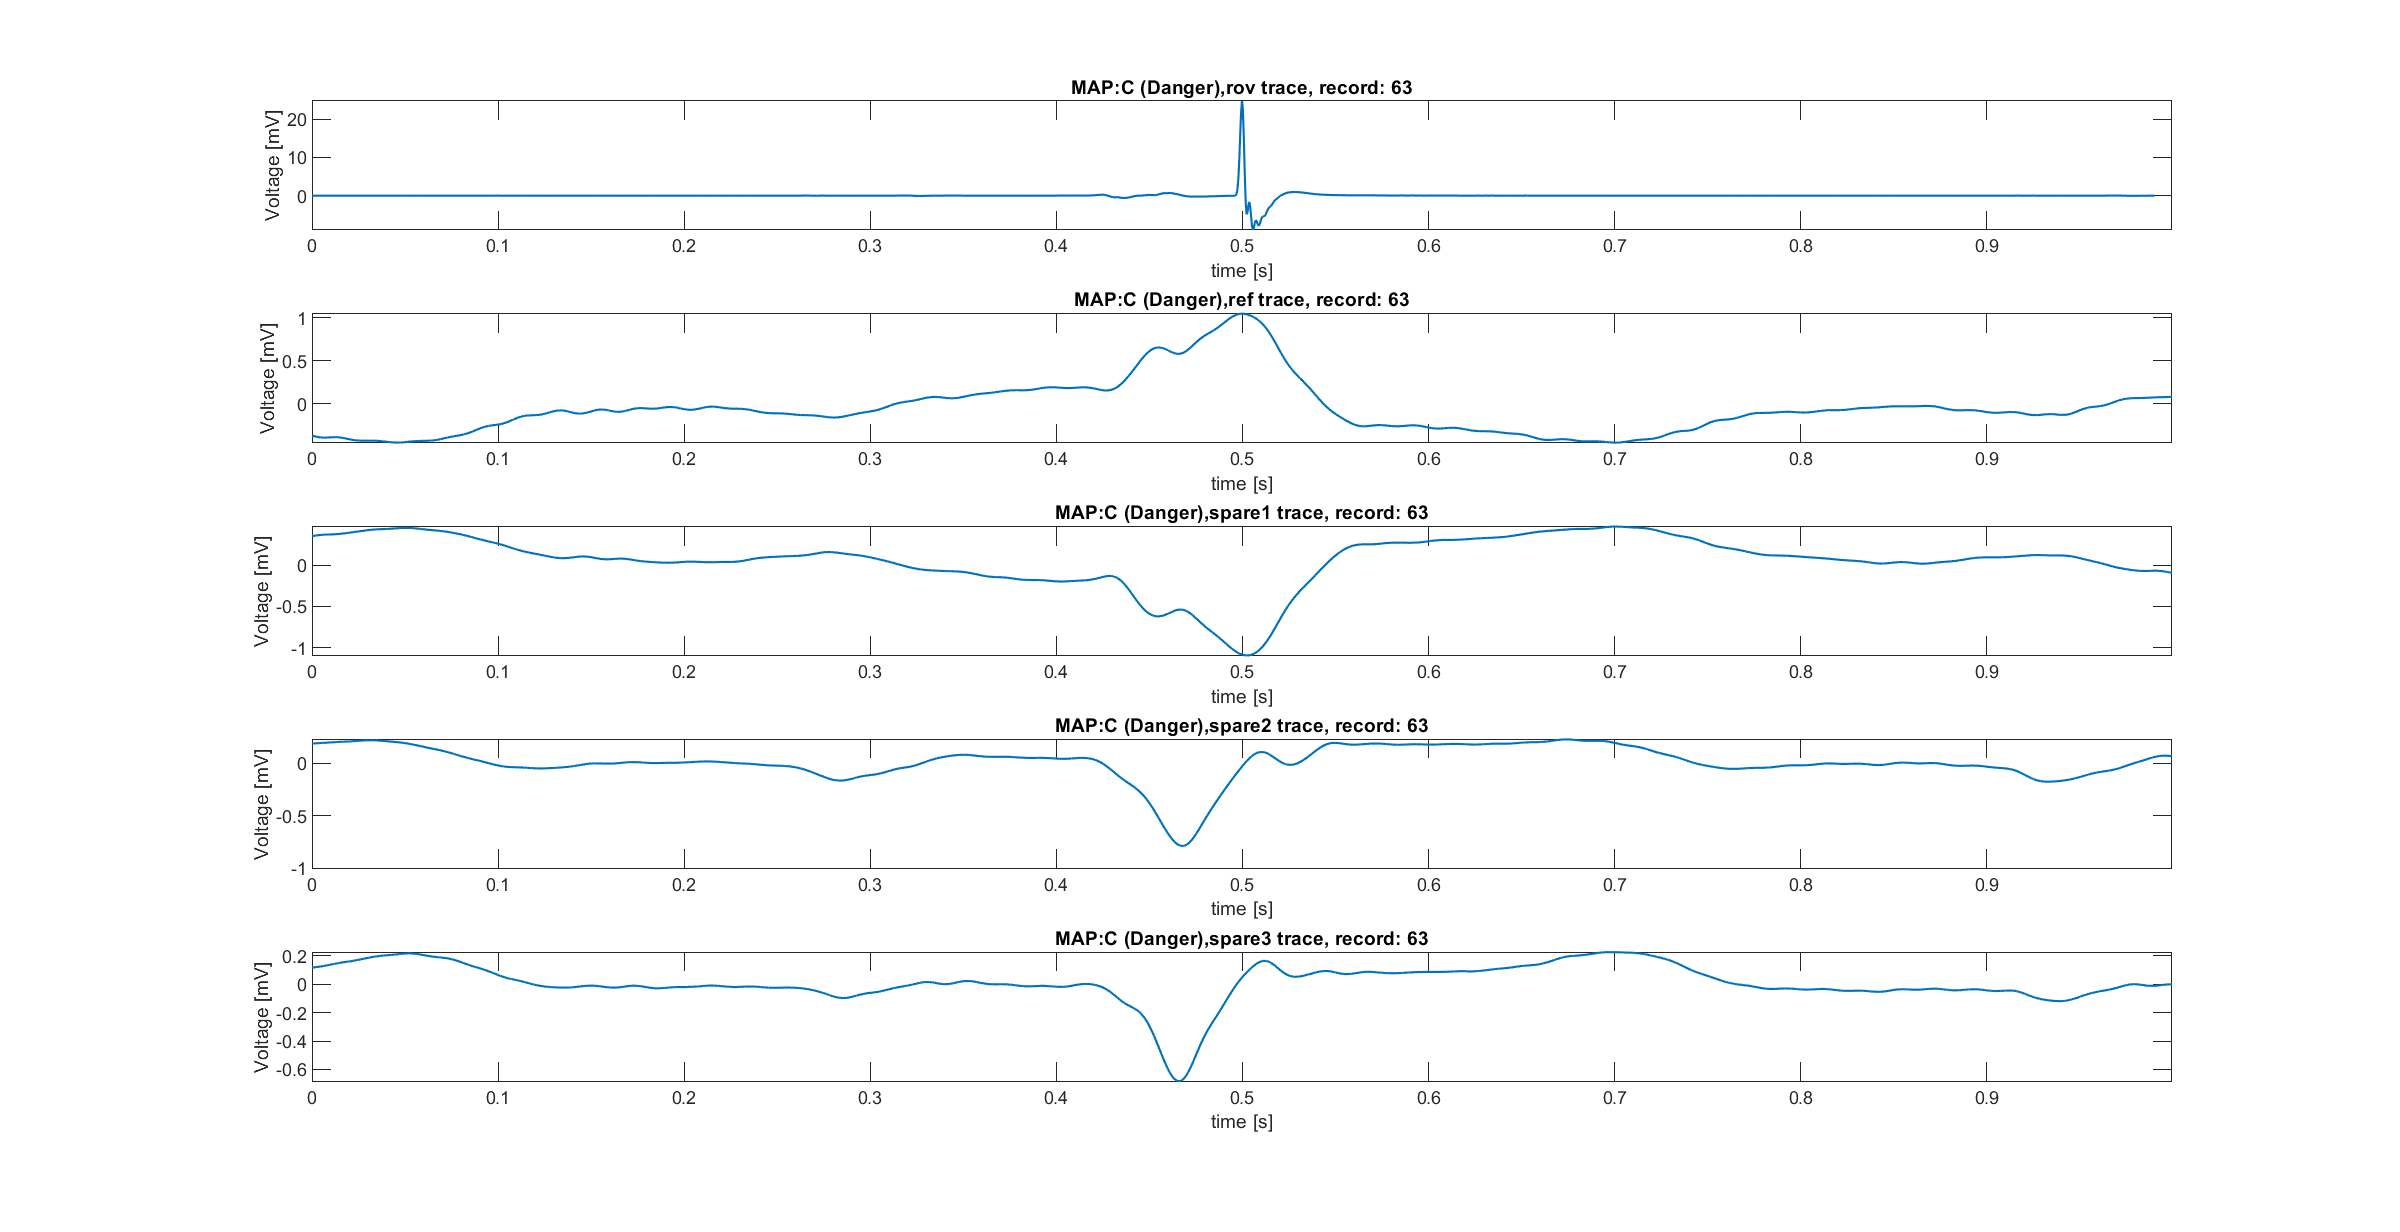 MAP:C (Danger),rov trace, record: 63
Voltage [mV]
20
10
0
0 0.1 0.2 0.3 0.4 0.5 0.6 0.7 0.8 0.9
time [s]
MAP:C (Danger),ref trace, record: 63
Voltage [mV]
1
0.5
0
0 0.1 0.2 0.3 0.4 0.5 0.6 0.7 0.8 0.9
time [s]
MAP:C (Danger),spare1 trace, record: 63
Voltage [mV]
0
-0.5
-1
0 0.1 0.2 0.3 0.4 0.5 0.6 0.7 0.8 0.9
time [s]
MAP:C (Danger),spare2 trace, record: 63
Voltage [mV]
0
-0.5
-1
0 0.1 0.2 0.3 0.4 0.5 0.6 0.7 0.8 0.9
time [s]
MAP:C (Danger),spare3 trace, record: 63
Voltage [mV]
0.2
0
-0.2
-0.4
-0.6
0 0.1 0.2 0.3 0.4 0.5 0.6 0.7 0.8 0.9
time [s]